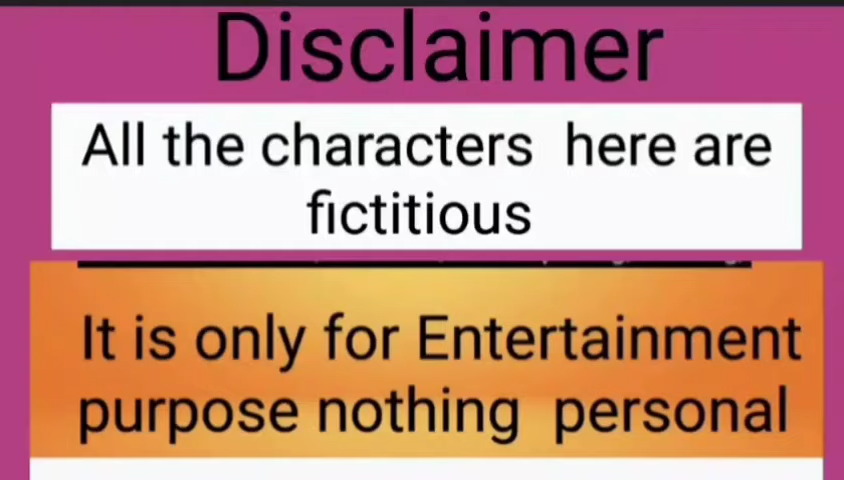 Disclaimer
All the characters here are
fictitious
It is only for Entertainment
purpose nothing personal